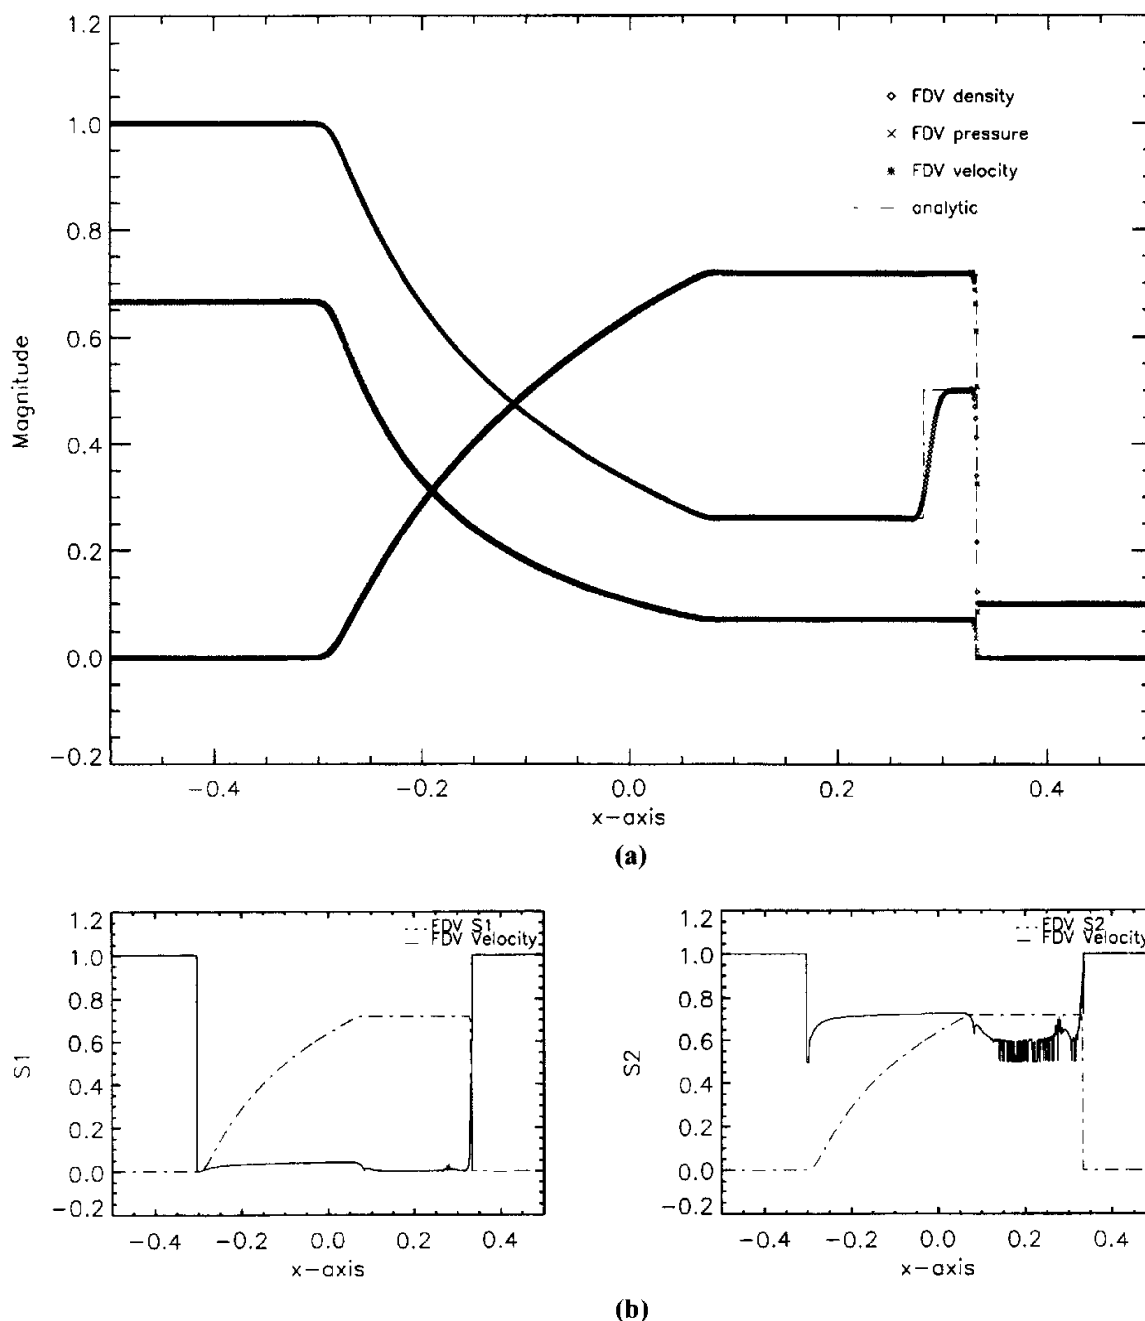 1.2
1.0
0.8
0.6
0.4
0.2
0.0
−0.2
Magnitude
◇ FDV density
× FDV pressure
* FDV velocity
analytic
−0.4 −0.2 0.0 0.2 0.4
x−axis
(a)
1.2
1.0
0.8
0.6
0.4
0.2
0.0
−0.2
S1
FDV S1
FDV Velocity
−0.4 −0.2 0.0 0.2 0.4
x−axis
1.2
1.0
0.8
0.6
0.4
0.2
0.0
−0.2
S2
FDV S2
FDV Velocity
−0.4 −0.2 0.0 0.2 0.4
x−axis
(b)